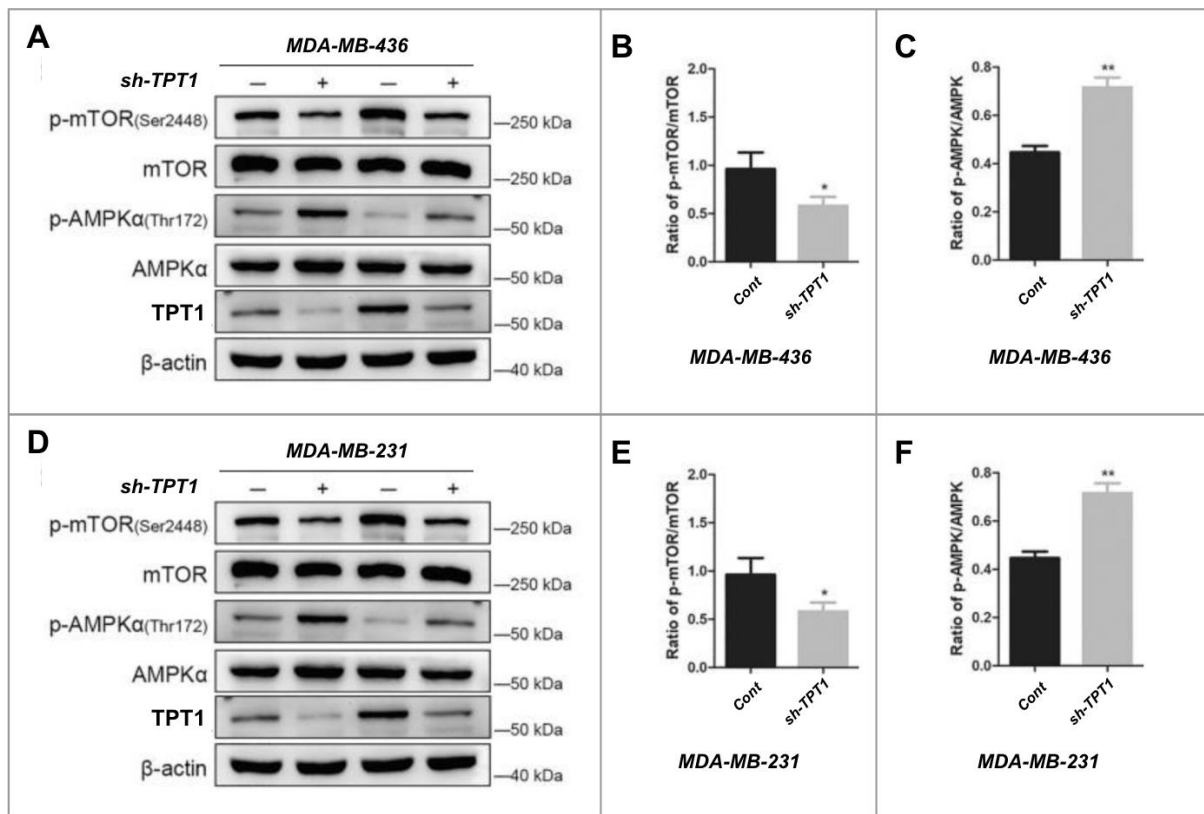 A
MDA-MB-436
sh-TPT1 — + — +
p-mTOR(Ser2448)
—250 kDa
mTOR
—250 kDa
p-AMPKα(Thr172)
—50 kDa
AMPKα
—50 kDa
TPT1
—50 kDa
β-actin
—40 kDa
B
Ratio of p-mTOR/mTOR
2.0
1.5
1.0
0.5
0.0
*
Cont
sh-TPT1
MDA-MB-436
C
Ratio of p-AMPK/AMPK
0.8
0.6
0.4
0.2
0.0
**
Cont
sh-TPT1
MDA-MB-436
D
MDA-MB-231
sh-TPT1 — + — +
p-mTOR(Ser2448)
—250 kDa
mTOR
—250 kDa
p-AMPKα(Thr172)
—50 kDa
AMPKα
—50 kDa
TPT1
—50 kDa
β-actin
—40 kDa
E
Ratio of p-mTOR/mTOR
2.0
1.5
1.0
0.5
0.0
*
Cont
sh-TPT1
MDA-MB-231
F
Ratio of p-AMPK/AMPK
0.8
0.6
0.4
0.2
0.0
**
Cont
sh-TPT1
MDA-MB-231